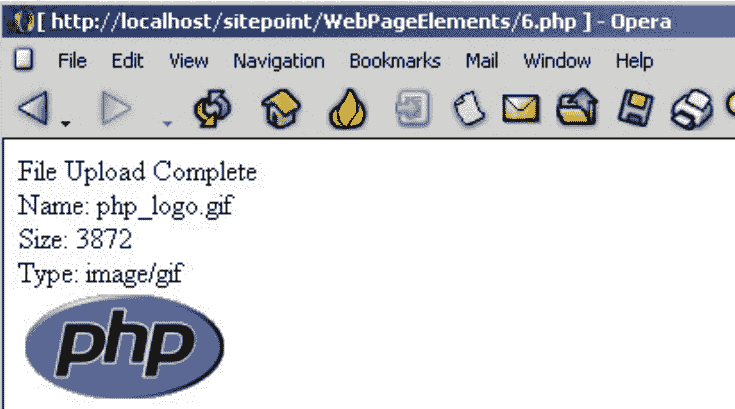 [ http://localhost/sitepoint/WebPageElements/6.php ] - Opera
File Edit View Navigation Bookmarks Mail Window Help
File Upload Complete
Name: php_logo.gif
Size: 3872
Type: image/gif
php